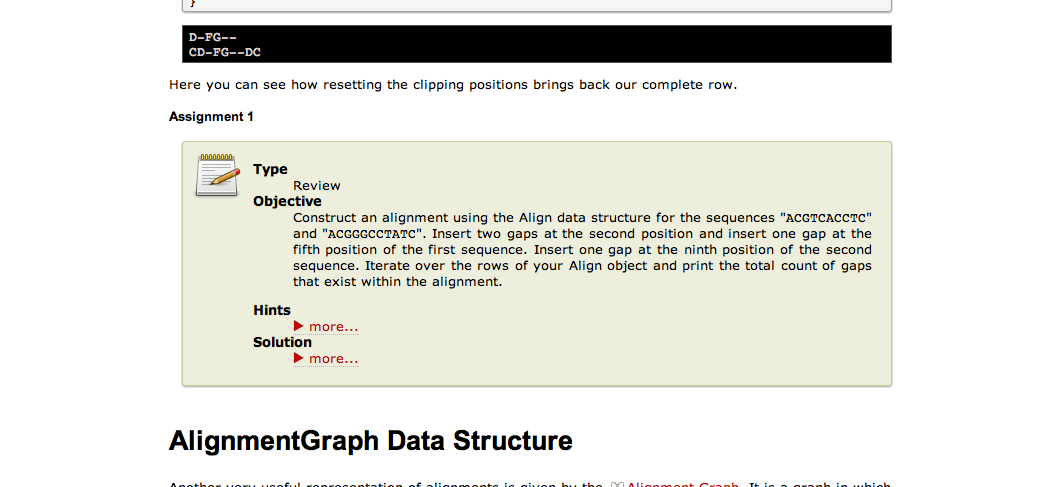 }
D-FG--
CD-FG--DC
Here you can see how resetting the clipping positions brings back our complete row.
Assignment 1
Type
Review
Objective
Construct an alignment using the Align data structure for the sequences "ACGTCACCTC"
and "ACGGGCCTATC". Insert two gaps at the second position and insert one gap at the
fifth position of the first sequence. Insert one gap at the ninth position of the second
sequence. Iterate over the rows of your Align object and print the total count of gaps
that exist within the alignment.
Hints
▶ more...
Solution
▶ more...
AlignmentGraph Data Structure
Another very useful representation of alignments is given by the Alignment Graph. It is a graph in which